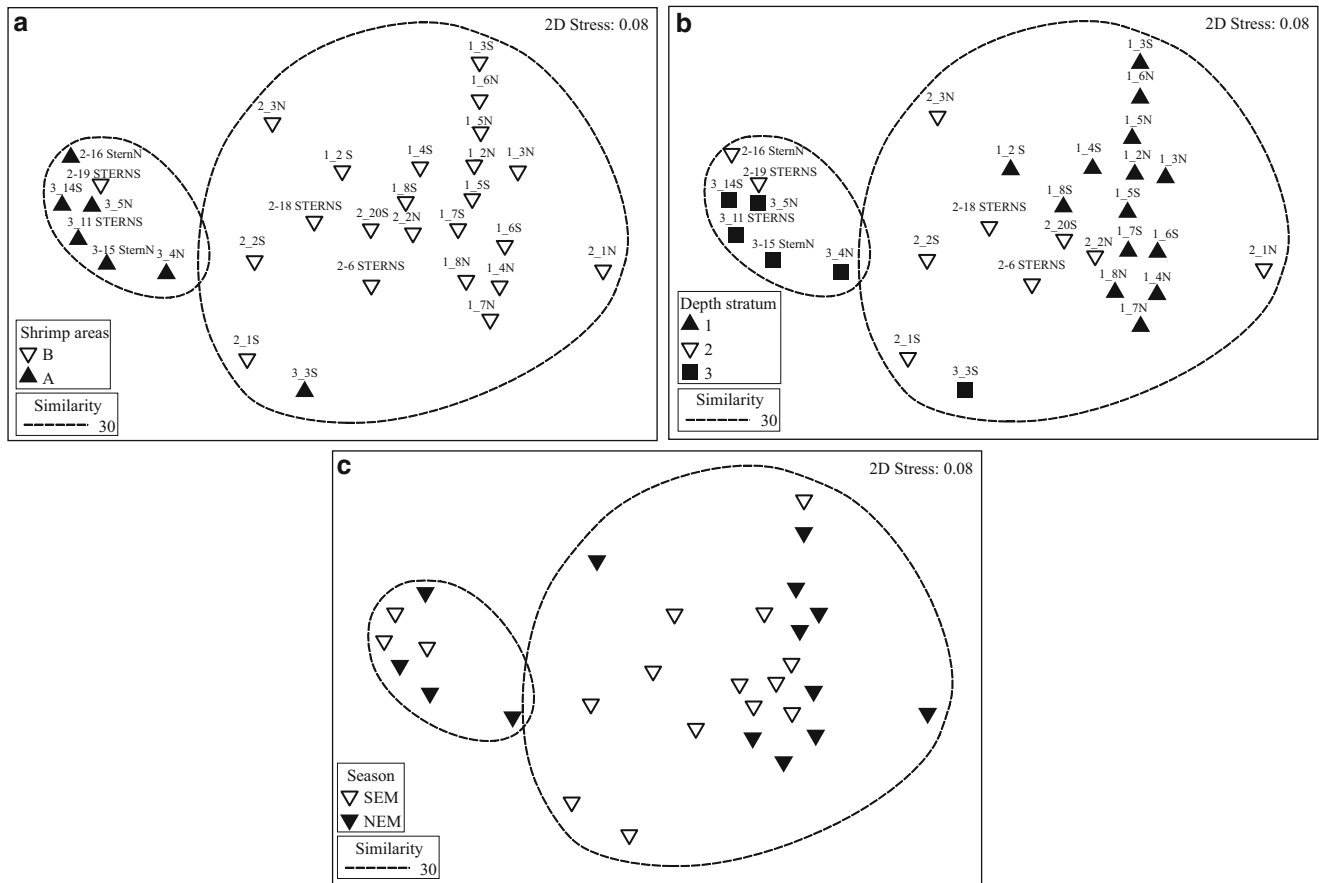 a
2D Stress: 0.08
1_3S
1_6N
2_3N
1_5N
1_2 S
1_4S
1_2N
1_3N
2-16 SternN
2-19 STERNS
3_14S
3_5N
1_8S
1_5S
3_11 STERNS
2-18 STERNS
2_20S
2_2N
1_7S
3-15 SternN
3_4N
2_2S
1_6S
2-6 STERNS
1_8N
1_4N
2_1N
1_7N
2_1S
3_3S
Shrimp areas
B
A
Similarity
30
b
2D Stress: 0.08
1_3S
1_6N
2_3N
1_5N
1_2 S
1_4S
1_2N
1_3N
2-16 SternN
2-19 STERNS
3_14S
3_5N
1_8S
1_5S
3_11 STERNS
2-18 STERNS
2_20S
2_2N
1_7S
1_6S
3-15 SternN
3_4N
2_2S
2-6 STERNS
1_8N
1_4N
2_1N
1_7N
2_1S
3_3S
Depth stratum
1
2
3
Similarity
30
c
2D Stress: 0.08
Season
SEM
NEM
Similarity
30